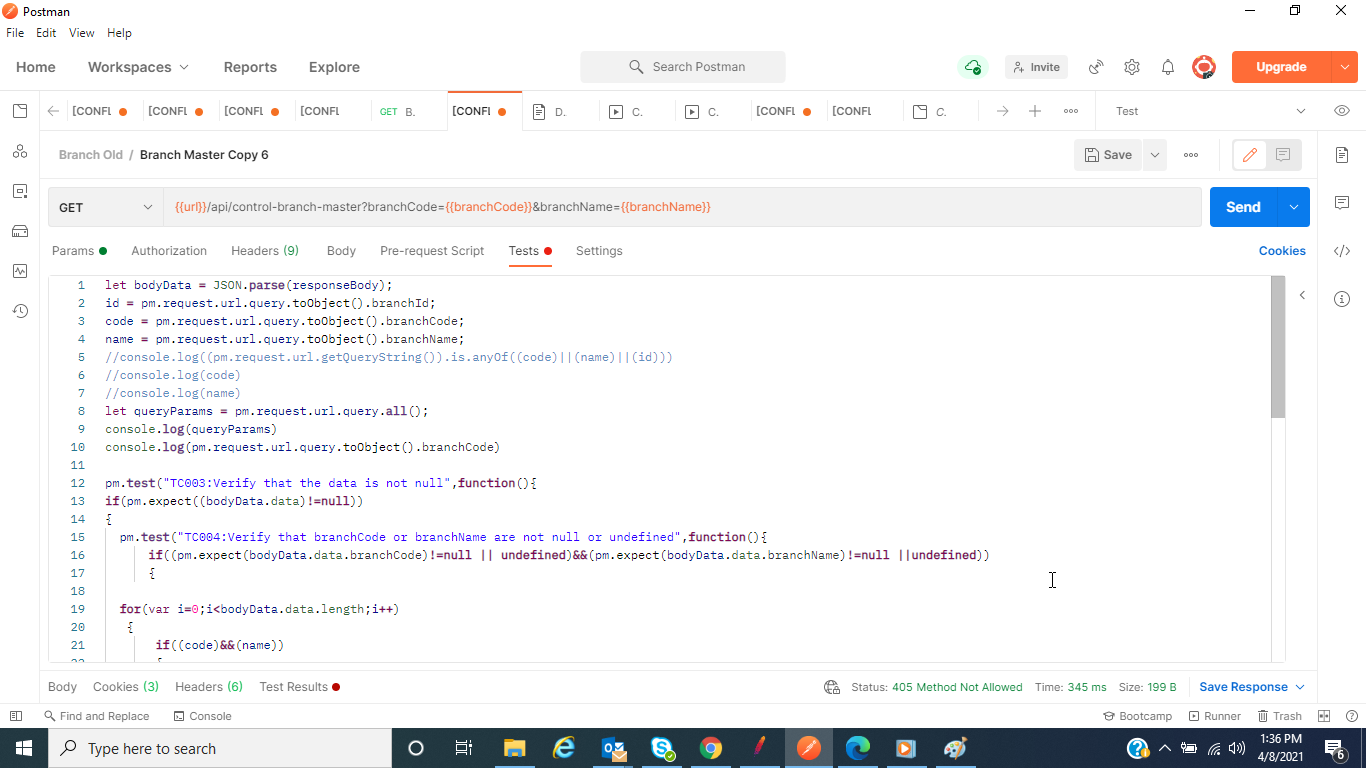 Postman
File Edit View Help
Home Workspaces Reports Explore Search Postman Invite Upgrade
[CONFL [CONFL [CONFL [CONFL GET B. [CONFL D. C. C. [CONFL [CONFL C. Test
Branch Old / Branch Master Copy 6 Save
GET {{url}}/api/control-branch-master?branchCode={{branchCode}}&branchName={{branchName}} Send
Params Authorization Headers (9) Body Pre-request Script Tests Settings Cookies
1 let bodyData = JSON.parse(responseBody);
2 id = pm.request.url.query.toObject().branchId;
3 code = pm.request.url.query.toObject().branchCode;
4 name = pm.request.url.query.toObject().branchName;
5 //console.log((pm.request.url.getQueryString()).is.anyOf((code)||(name)||(id)))
6 //console.log(code)
7 //console.log(name)
8 let queryParams = pm.request.url.query.all();
9 console.log(queryParams)
10 console.log(pm.request.url.query.toObject().branchCode)
11
12 pm.test("TC003:Verify that the data is not null",function(){
13 if(pm.expect((bodyData.data)!=null))
14 {
15 pm.test("TC004:Verify that branchCode or branchName are not null or undefined",function(){
16 if((pm.expect(bodyData.data.branchCode)!=null || undefined)&&(pm.expect(bodyData.data.branchName)!=null ||undefined))
17 {
18
19 for(var i=0;i<bodyData.data.length;i++)
20 {
21 if((code)&&(name))
22 {
Body Cookies (3) Headers (6) Test Results Status: 405 Method Not Allowed Time: 345 ms Size: 199 B Save Response
Find and Replace Console Bootcamp Runner Trash
Type here to search 1:36 PM
4/8/2021 6